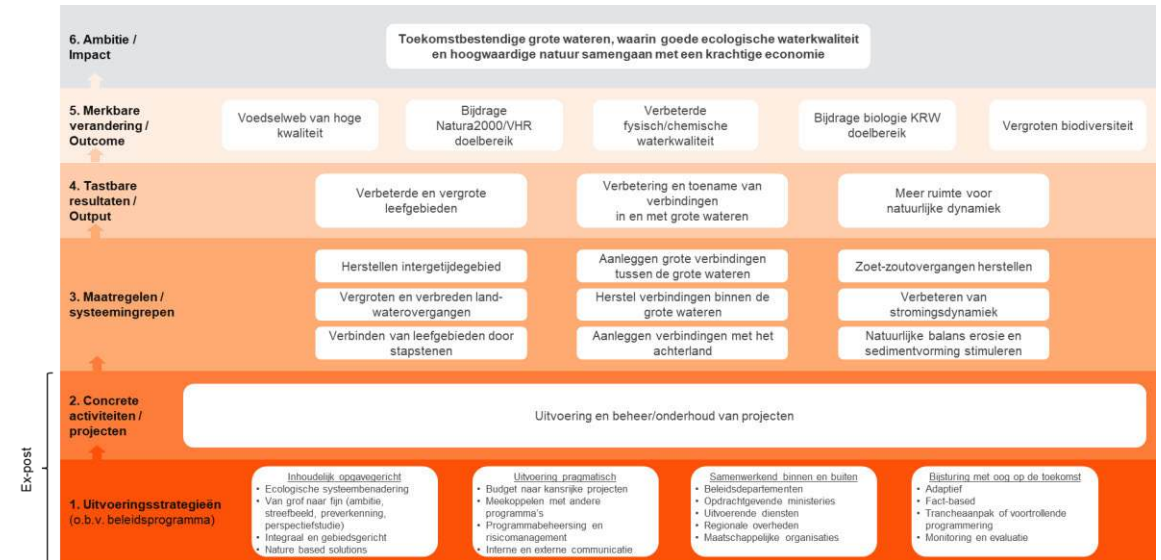 6. Ambitie /
Impact
Toekomstbestendige grote wateren, waarin goede ecologische waterkwaliteit
en hoogwaardige natuur samengaan met een krachtige economie
5. Merkbare
verandering /
Outcome
Voedselweb van hoge
kwaliteit
Bijdrage
Natura2000/VHR
doelbereik
Verbeterde
fysisch/chemische
waterkwaliteit
Bijdrage biologie KRW
doelbereik
Vergroten biodiversiteit
4. Tastbare
resultaten /
Output
Verbeterde en vergrote
leefgebieden
Verbetering en toename van
verbindingen
in en met grote wateren
Meer ruimte voor
natuurlijke dynamiek
3. Maatregelen /
systeemingrepen
Herstellen intergetijdegebied
Aanleggen grote verbindingen
tussen de grote wateren
Zoet-zoutovergangen herstellen
Vergroten en verbreden land-
waterovergangen
Herstel verbindingen binnen de
grote wateren
Verbeteren van
stromingsdynamiek
Verbinden van leefgebieden door
stapstenen
Aanleggen verbindingen met het
achterland
Natuurlijke balans erosie en
sedimentvorming stimuleren
Ex-post
2. Concrete
activiteiten /
projecten
Uitvoering en beheer/onderhoud van projecten
1. Uitvoeringsstrategieën
(o.b.v. beleidsprogramma)
Inhoudelijk opgavegericht
• Ecologische systeembenadering
• Van grof naar fijn (ambitie,
streefbeeld, preverkenning,
perspectiefstudie)
• Integraal en gebiedsgericht
• Nature based solutions
Uitvoering pragmatisch
• Budget naar kansrijke projecten
• Meekoppelen met andere
programma's
• Programmabeheersing en
risicomanagement
• Interne en externe communicatie
Samenwerkend binnen en buiten
• Beleidsdepartementen
• Opdrachtgevende ministeries
• Uitvoerende diensten
• Regionale overheden
• Maatschappelijke organisaties
Bijsturing met oog op de toekomst
• Adaptief
• Fact-based
• Trancheaanpak of voortrollende
programmering
• Monitoring en evaluatie